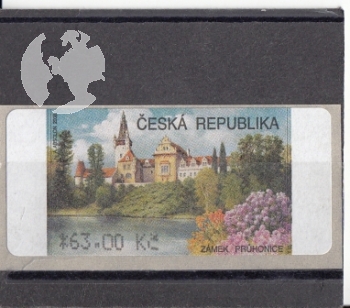 ČESKÁ REPUBLIKA
*63.00 Kč
ZÁMEK PRŮHONICE